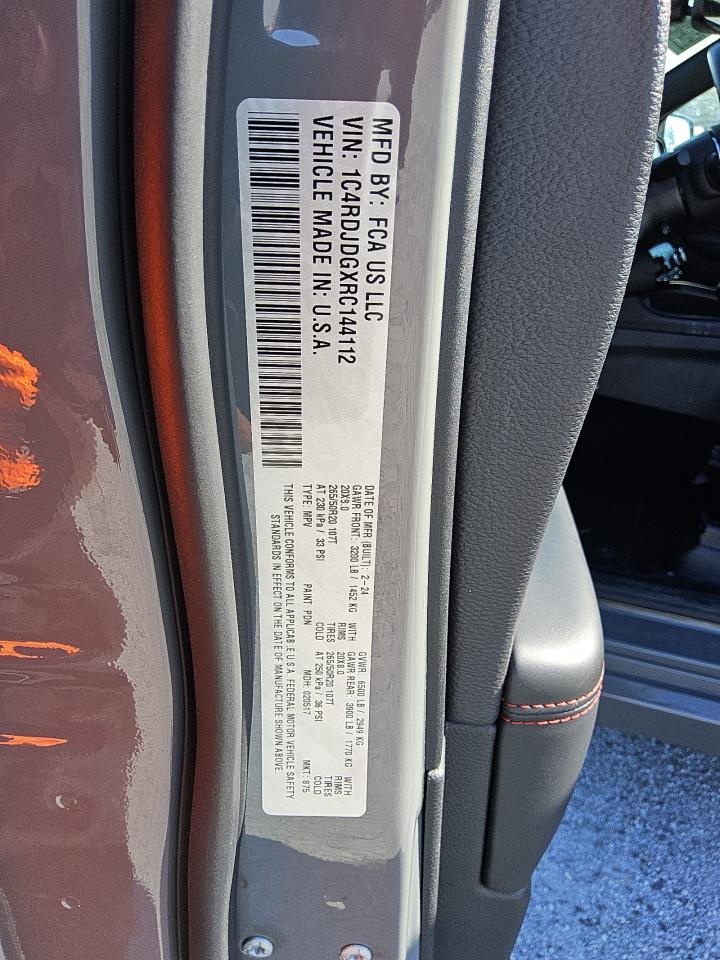 MFD BY: FCA US LLC
VIN: 1C4RDJDGXRC144112
VEHICLE MADE IN: U.S.A.
DATE OF MFR (BUILT): 2-24 GVWR: 6500 LB / 2949 KG
GAWR FRONT: 3200 LB / 1452 KG WITH GAWR REAR: 3900 LB / 1770 KG WITH
20X9.0 RIMS 20X8.0 RIMS
265/50R20 107T TIRES 265/50R20 107T TIRES
AT 230 kPa / 33 PSI COLD AT 250 kPa / 36 PSI COLD
TYPE: MPV PAINT: PDN MDH: 020517 MKT: 875
THIS VEHICLE CONFORMS TO ALL APPLICABLE U.S.A. FEDERAL MOTOR VEHICLE SAFETY
STANDARDS IN EFFECT ON THE DATE OF MANUFACTURE SHOWN ABOVE.